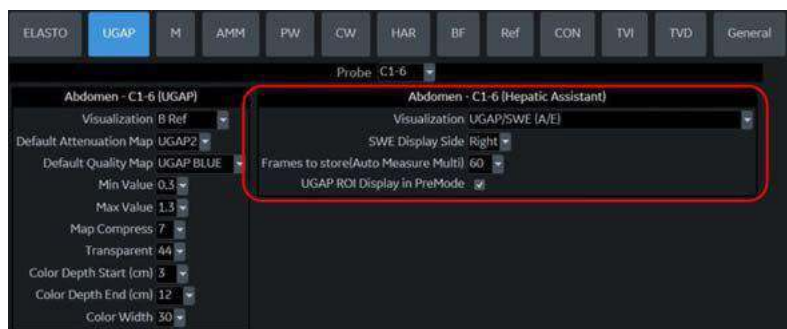 ELASTO UGAP M AMM PW CW HAR BF Ref CON TVI TVD General
Probe C1-6
Abdomen - C1-6 (UGAP)
Visualization B Ref
Default Attenuation Map UGAP2
Default Quality Map UGAP BLUE
Min Value 0.3
Max Value 1.3
Map Compress 7
Transparent 44
Color Depth Start (cm) 3
Color Depth End (cm) 12
Color Width 30
Abdomen - C1-6 (Hepatic Assistant)
Visualization UGAP/SWE (A/E)
SWE Display Side Right
Frames to store(Auto Measure Multi) 60
UGAP ROI Display in PreMode